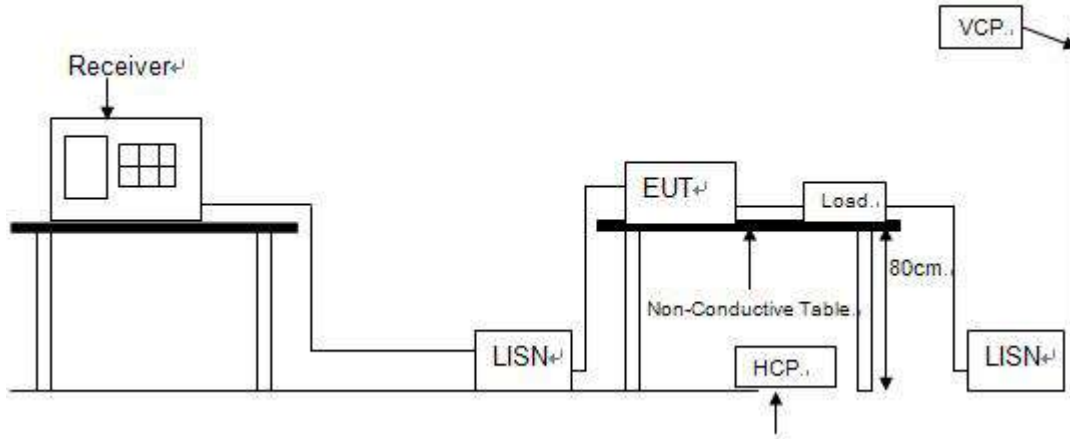 VCP.
Receiver↵
EUT↵
Load.
80cm.
Non-Conductive Table.
LISN↵
HCP.
LISN↵